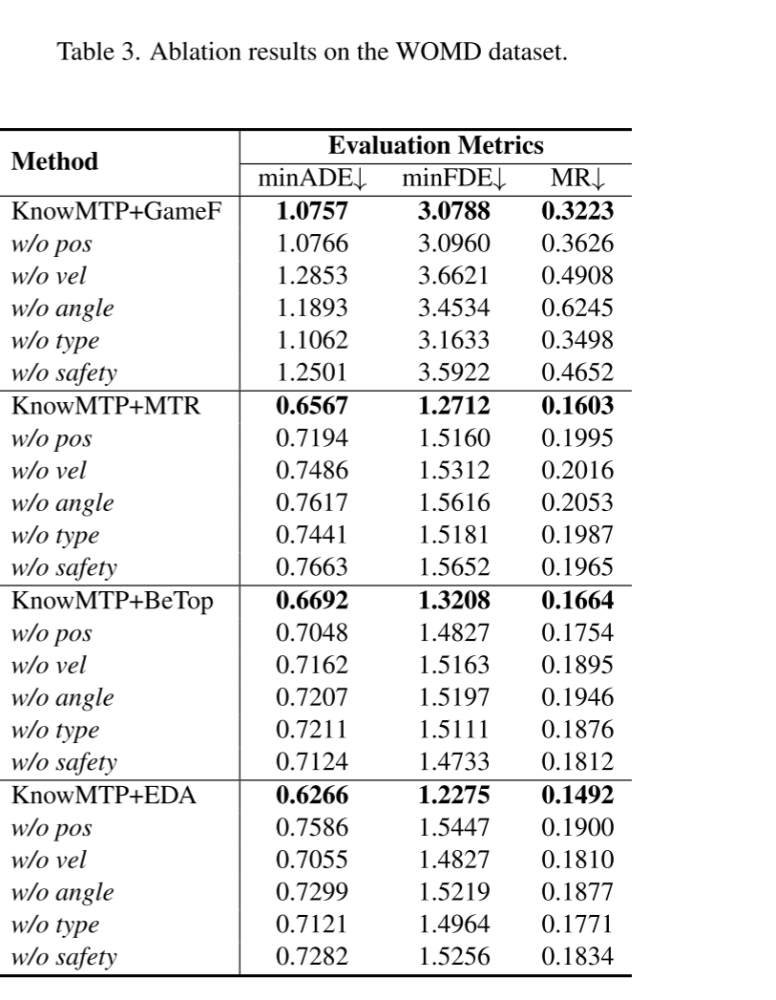 Table 3. Ablation results on the WOMD dataset.
Method Evaluation Metrics
minADE↓ minFDE↓ MR↓
KnowMTP+GameF 1.0757 3.0788 0.3223
w/o pos 1.0766 3.0960 0.3626
w/o vel 1.2853 3.6621 0.4908
w/o angle 1.1893 3.4534 0.6245
w/o type 1.1062 3.1633 0.3498
w/o safety 1.2501 3.5922 0.4652
KnowMTP+MTR 0.6567 1.2712 0.1603
w/o pos 0.7194 1.5160 0.1995
w/o vel 0.7486 1.5312 0.2016
w/o angle 0.7617 1.5616 0.2053
w/o type 0.7441 1.5181 0.1987
w/o safety 0.7663 1.5652 0.1965
KnowMTP+BeTop 0.6692 1.3208 0.1664
w/o pos 0.7048 1.4827 0.1754
w/o vel 0.7162 1.5163 0.1895
w/o angle 0.7207 1.5197 0.1946
w/o type 0.7211 1.5111 0.1876
w/o safety 0.7124 1.4733 0.1812
KnowMTP+EDA 0.6266 1.2275 0.1492
w/o pos 0.7586 1.5447 0.1900
w/o vel 0.7055 1.4827 0.1810
w/o angle 0.7299 1.5219 0.1877
w/o type 0.7121 1.4964 0.1771
w/o safety 0.7282 1.5256 0.1834